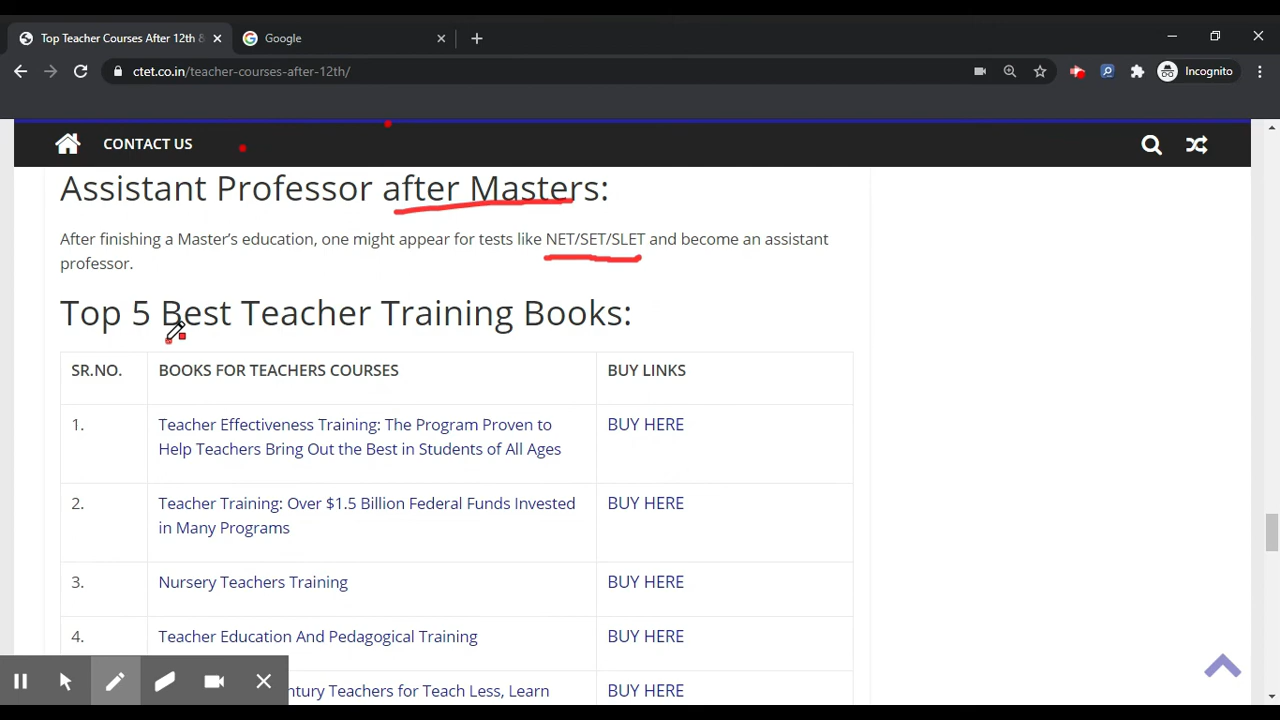 Top Teacher Courses After 12th &
Google
ctet.co.in/teacher-courses-after-12th/
Incognito
CONTACT US
Assistant Professor after Masters:
After finishing a Master’s education, one might appear for tests like NET/SET/SLET and become an assistant
professor.
Top 5 Best Teacher Training Books:
SR.NO. BOOKS FOR TEACHERS COURSES BUY LINKS
1. Teacher Effectiveness Training: The Program Proven to BUY HERE
Help Teachers Bring Out the Best in Students of All Ages
2. Teacher Training: Over $1.5 Billion Federal Funds Invested BUY HERE
in Many Programs
3. Nursery Teachers Training BUY HERE
4. Teacher Education And Pedagogical Training BUY HERE
ntury Teachers for Teach Less, Learn BUY HERE